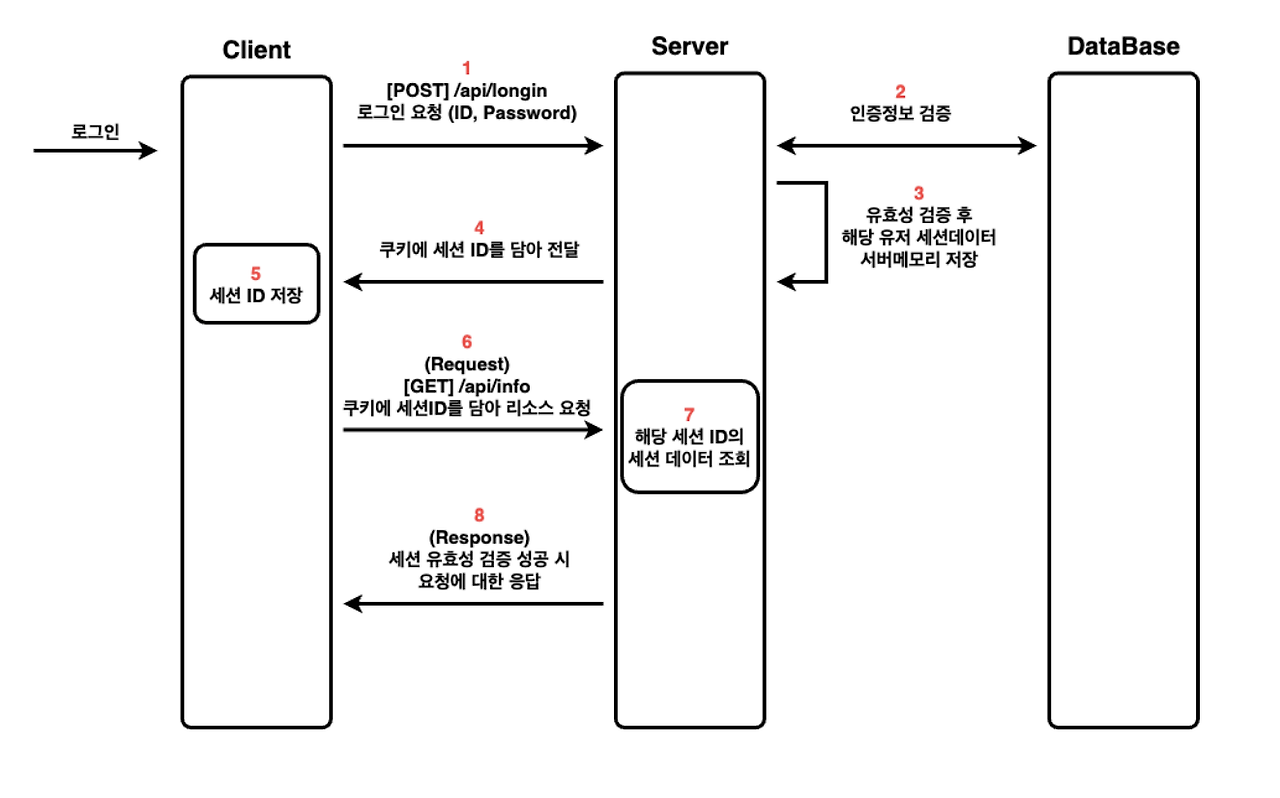 Client
Server
DataBase
로그인
1
[POST] /api/longin
로그인 요청 (ID, Password)
2
인증정보 검증
3
유효성 검증 후
해당 유저 세션데이터
서버메모리 저장
4
쿠키에 세션 ID를 담아 전달
5
세션 ID 저장
6
(Request)
[GET] /api/info
쿠키에 세션ID를 담아 리소스 요청
7
해당 세션 ID의
세션 데이터 조회
8
(Response)
세션 유효성 검증 성공 시
요청에 대한 응답